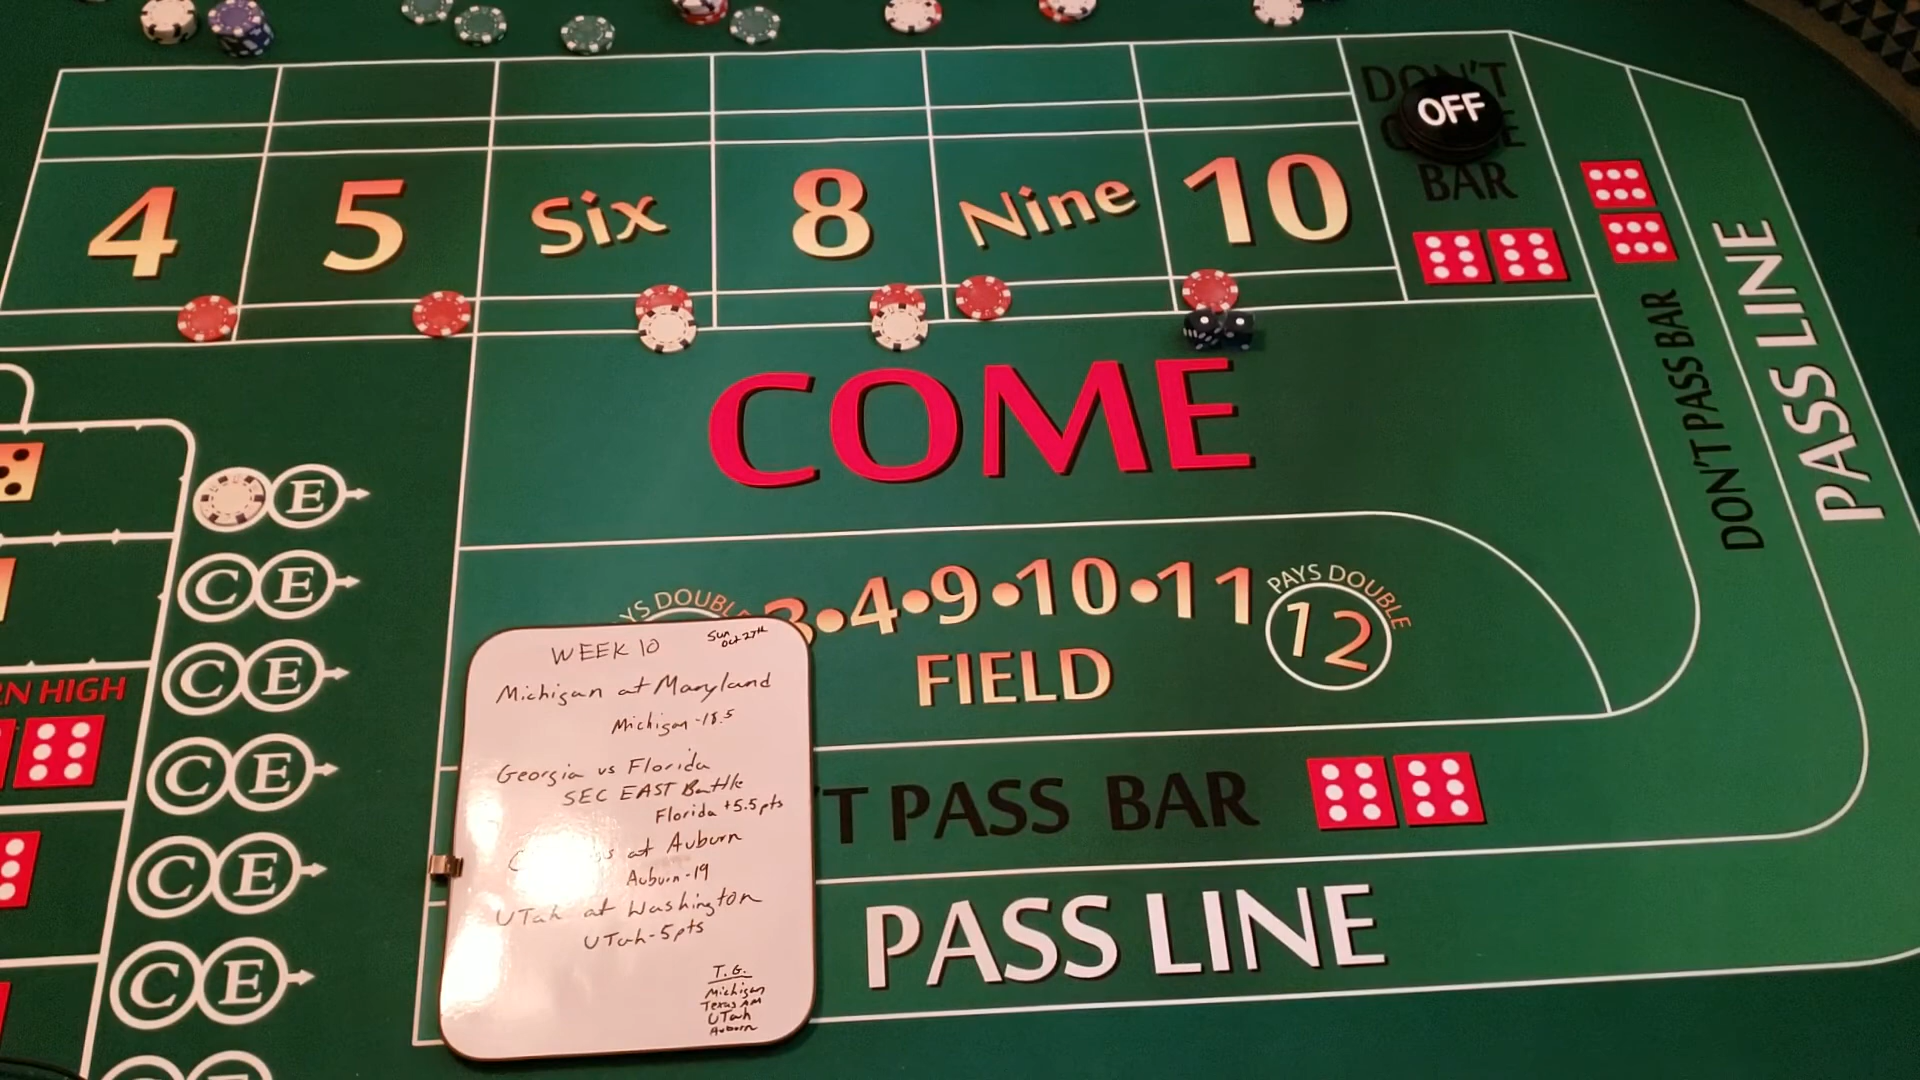 DON'T
OFF
BAR
4 5 Six 8 Nine 10
PASS LINE
DON'T PASS BAR
COME
E
C E
C E
C E
C E
C E
HIGH
PAYS DOUBLE
•4•9•10•11
PAYS DOUBLE
12
FIELD
PASS BAR
PASS LINE
WEEK 10
Sun
Oct 27th
Michigan at Maryland
Michigan -18.5
Georgia vs Florida
SEC EAST Battle
Florida +5.5pts
at Auburn
Auburn -19
UTah at Washington
UTah -5pts
T.G.
Michigan
Texas AM
UTah
Auburn